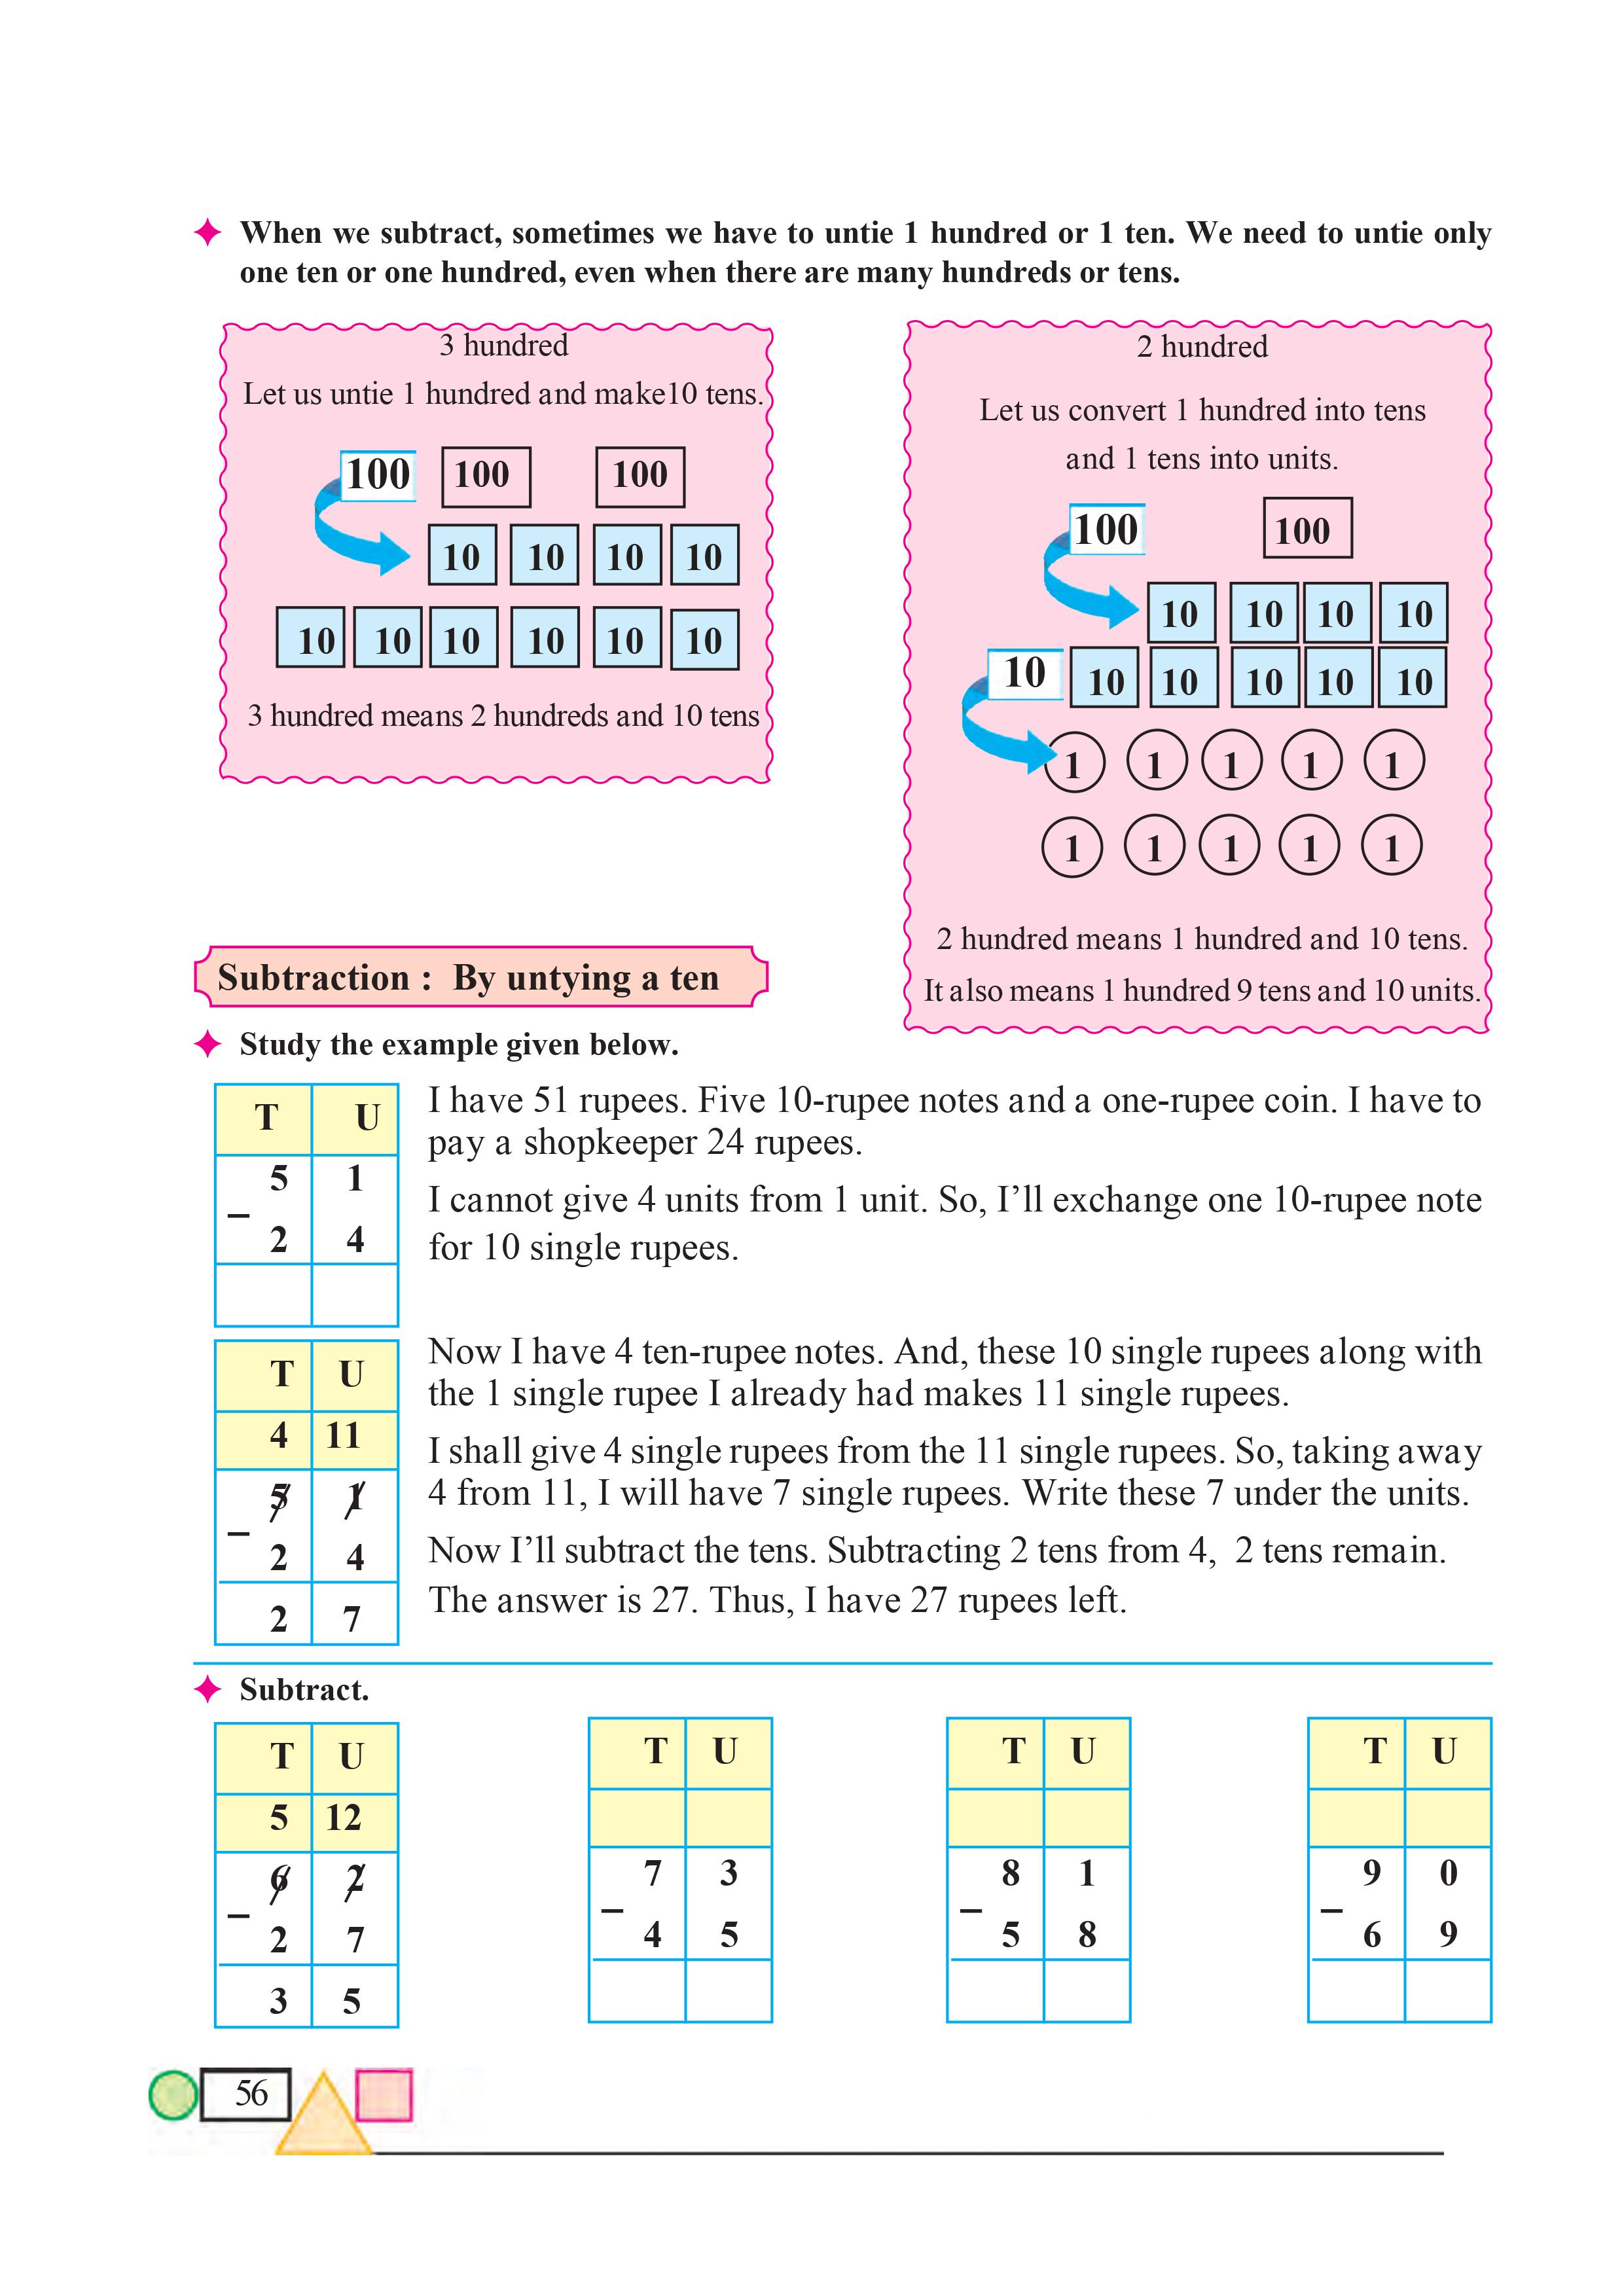 When we subtract, sometimes we have to untie 1 hundred or 1 ten. We need to untie only
one ten or one hundred, even when there are many hundreds or tens.
3 hundred
Let us untie 1 hundred and make10 tens.
100 100 100
10 10 10 10
10 10 10 10 10 10
3 hundred means 2 hundreds and 10 tens
2 hundred
Let us convert 1 hundred into tens
and 1 tens into units.
100 100
10 10 10 10
10 10 10 10 10 10
1 1 1 1 1
1 1 1 1 1
2 hundred means 1 hundred and 10 tens.
It also means 1 hundred 9 tens and 10 units.
Subtraction : By untying a ten
Study the example given below.
T U
5 1
–
2 4
I have 51 rupees. Five 10-rupee notes and a one-rupee coin. I have to
pay a shopkeeper 24 rupees.
I cannot give 4 units from 1 unit. So, I’ll exchange one 10-rupee note
for 10 single rupees.
T U
4 11
5 1
–
2 4
2 7
Now I have 4 ten-rupee notes. And, these 10 single rupees along with
the 1 single rupee I already had makes 11 single rupees.
I shall give 4 single rupees from the 11 single rupees. So, taking away
4 from 11, I will have 7 single rupees. Write these 7 under the units.
Now I’ll subtract the tens. Subtracting 2 tens from 4, 2 tens remain.
The answer is 27. Thus, I have 27 rupees left.
Subtract.
T U
5 12
6 2
–
2 7
3 5
T U
7 3
–
4 5
T U
8 1
–
5 8
T U
9 0
–
6 9
56